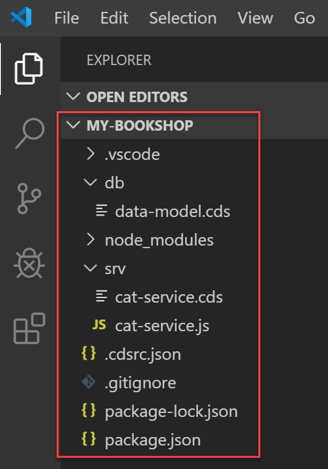 File Edit Selection View Go
EXPLORER
OPEN EDITORS
MY-BOOKSHOP
.vscode
db
data-model.cds
node_modules
srv
cat-service.cds
JS cat-service.js
{} .cdsrc.json
.gitignore
{} package-lock.json
{} package.json